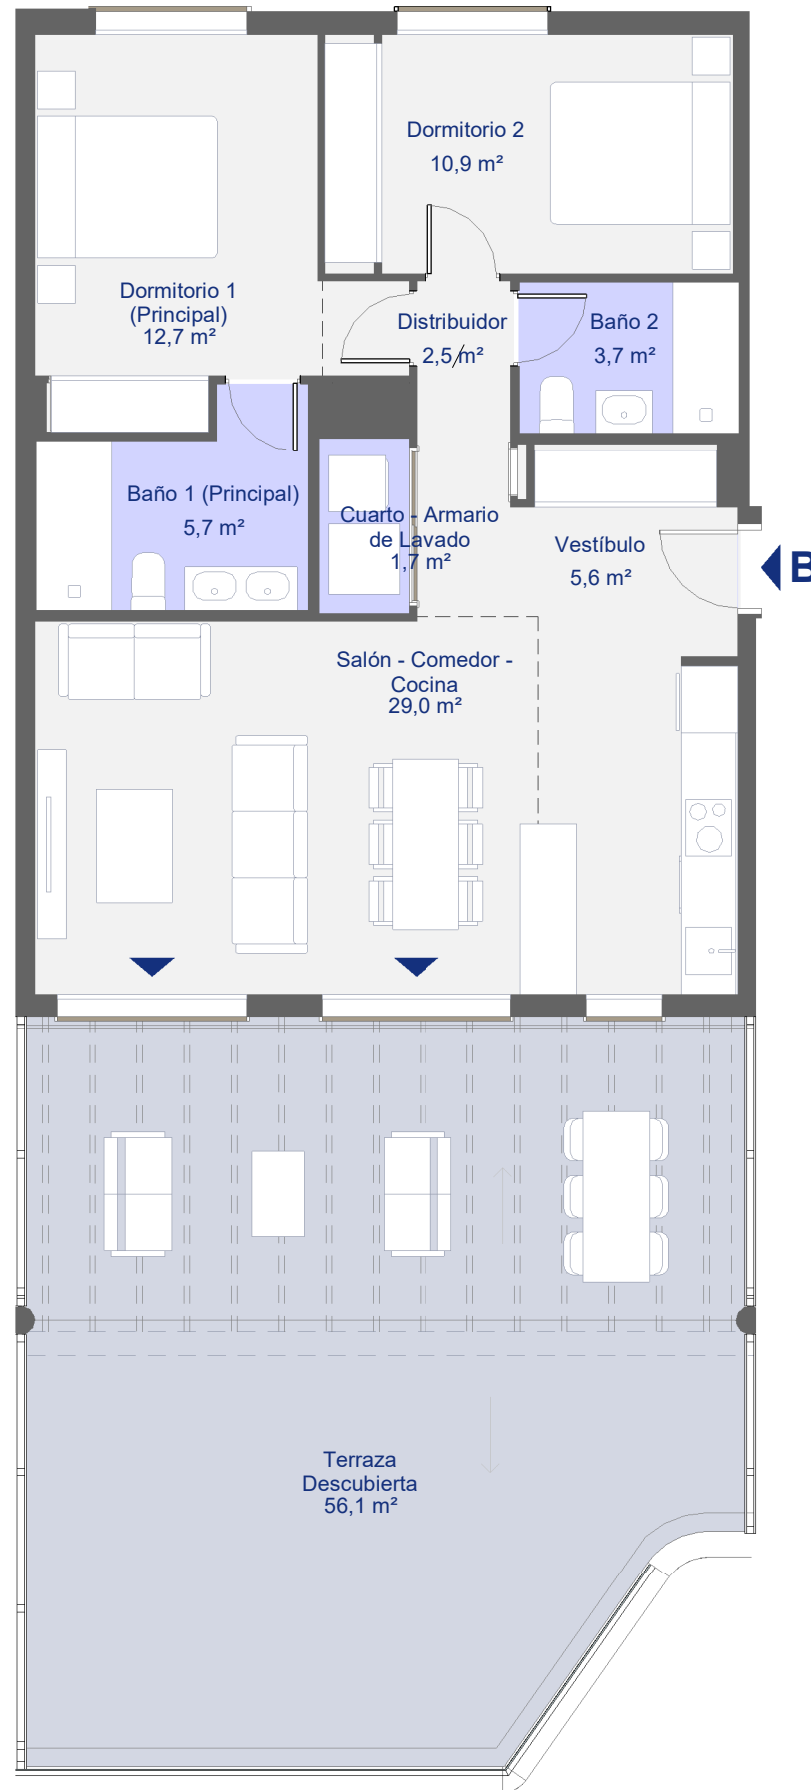 Dormitorio 2
10,9 m²
Dormitorio 1
(Principal)
12,7 m²
Distribuidor
2,5 m²
Baño 2
3,7 m²
Baño 1 (Principal)
5,7 m²
Cuarto - Armario
de Lavado
1,7 m²
Vestíbulo
5,6 m²
B
Salón - Comedor -
Cocina
29,0 m²
Terraza
Descubierta
56,1 m²